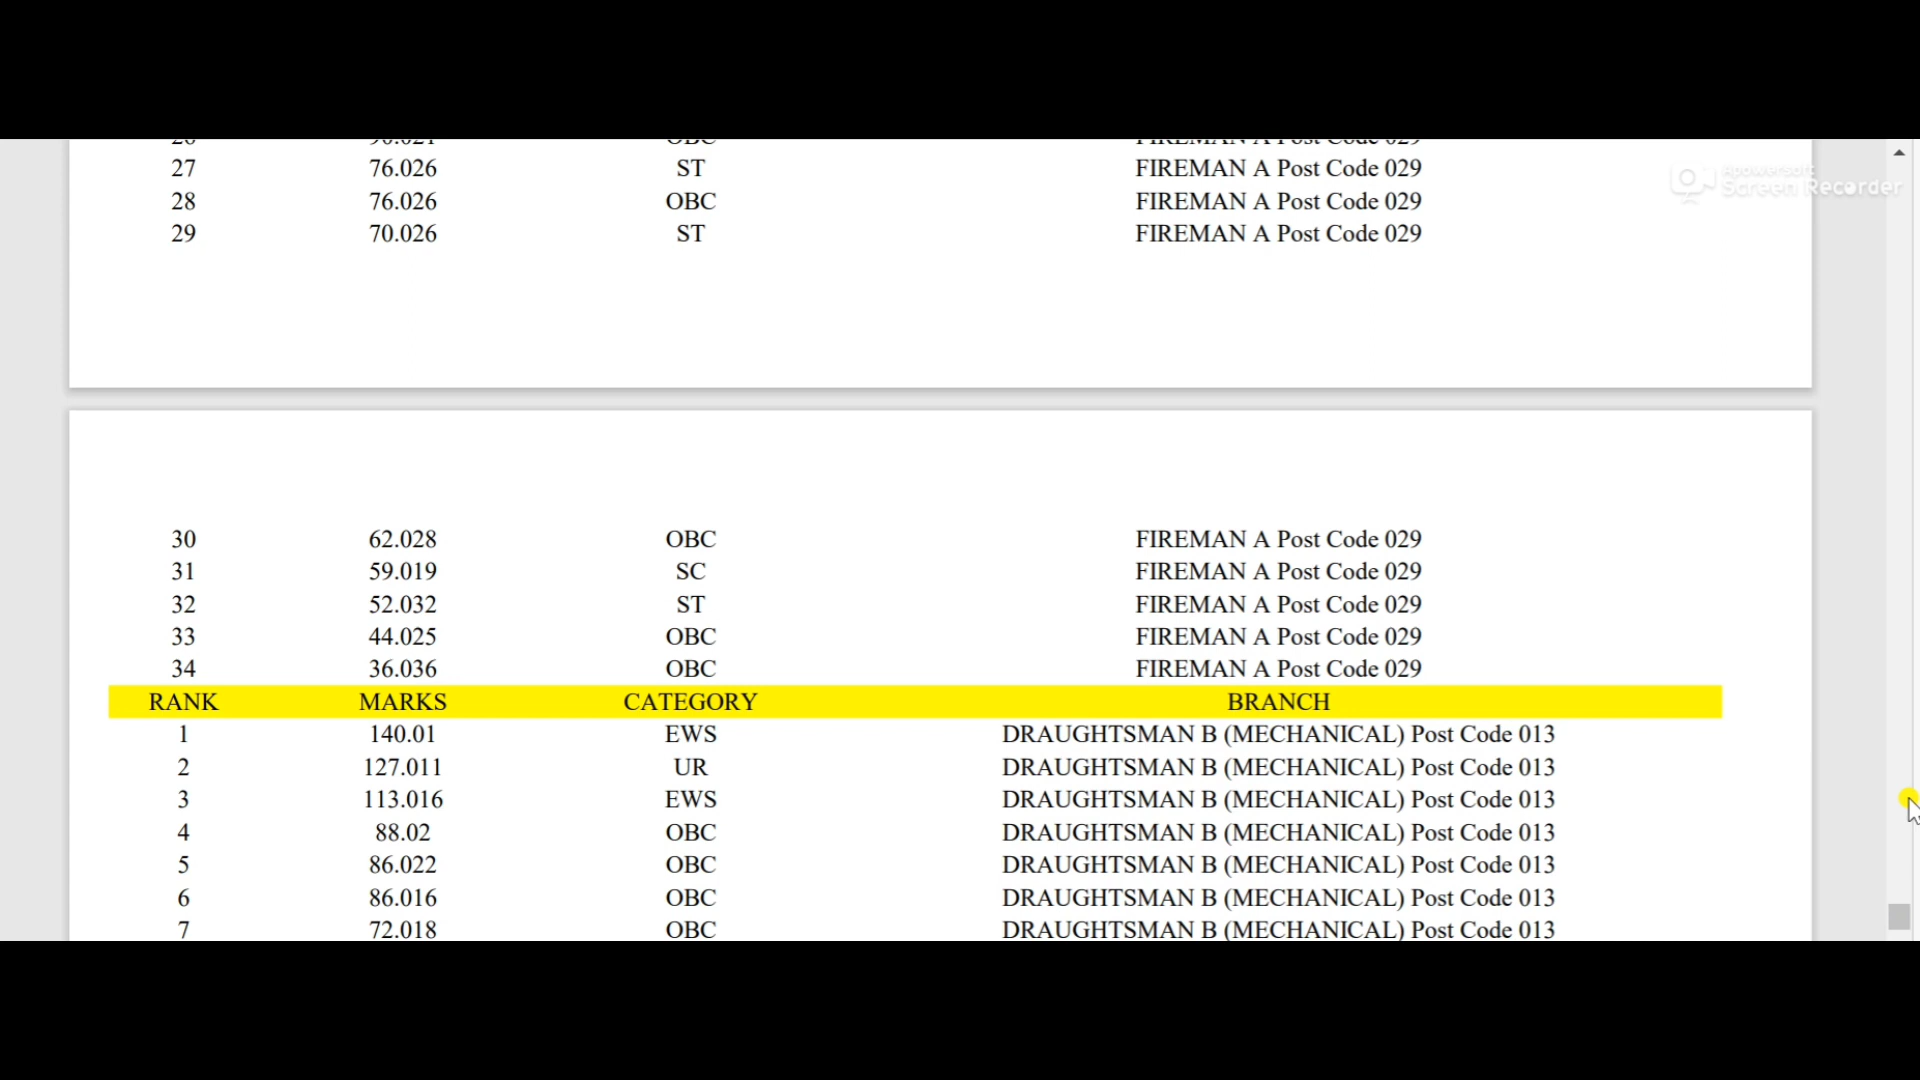 27 76.026 ST FIREMAN A Post Code 029
28 76.026 OBC FIREMAN A Post Code 029
29 70.026 ST FIREMAN A Post Code 029
Apowersoft
Screen Recorder
30 62.028 OBC FIREMAN A Post Code 029
31 59.019 SC FIREMAN A Post Code 029
32 52.032 ST FIREMAN A Post Code 029
33 44.025 OBC FIREMAN A Post Code 029
34 36.036 OBC FIREMAN A Post Code 029
RANK MARKS CATEGORY BRANCH
1 140.01 EWS DRAUGHTSMAN B (MECHANICAL) Post Code 013
2 127.011 UR DRAUGHTSMAN B (MECHANICAL) Post Code 013
3 113.016 EWS DRAUGHTSMAN B (MECHANICAL) Post Code 013
4 88.02 OBC DRAUGHTSMAN B (MECHANICAL) Post Code 013
5 86.022 OBC DRAUGHTSMAN B (MECHANICAL) Post Code 013
6 86.016 OBC DRAUGHTSMAN B (MECHANICAL) Post Code 013
7 72.018 OBC DRAUGHTSMAN B (MECHANICAL) Post Code 013